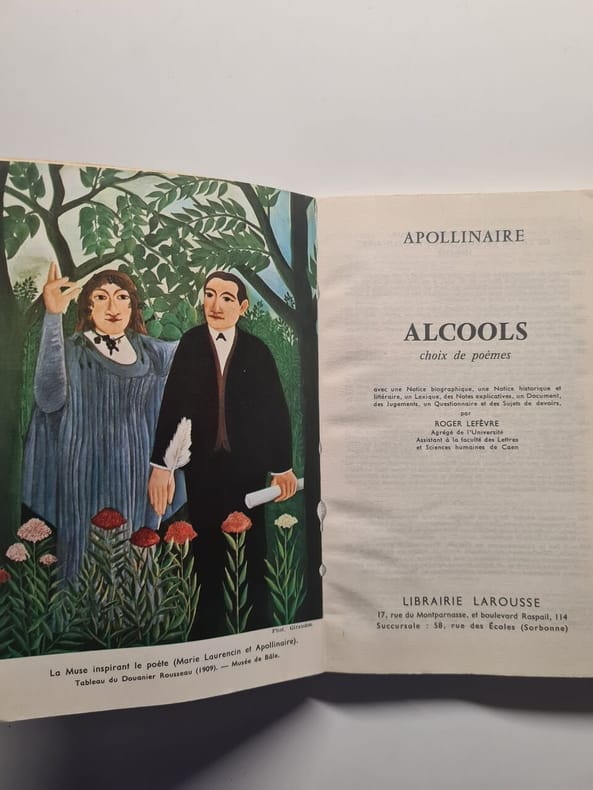 Phot. Giraudon
La Muse inspirant le poète (Marie Laurencin et Apollinaire).
Tableau du Douanier Rousseau (1909). — Musée de Bâle.
APOLLINAIRE
ALCOOLS
choix de poèmes
avec une Notice biographique, une Notice historique et
littéraire, un Lexique, des Notes explicatives, un Document,
des Jugements, un Questionnaire et des Sujets de devoirs,
par
ROGER LEFÈVRE
Agrégé de l'Université
Assistant à la faculté des Lettres
et Sciences humaines de Caen
LIBRAIRIE LAROUSSE
17, rue du Montparnasse, et boulevard Raspail, 114
Succursale : 58, rue des Écoles (Sorbonne)